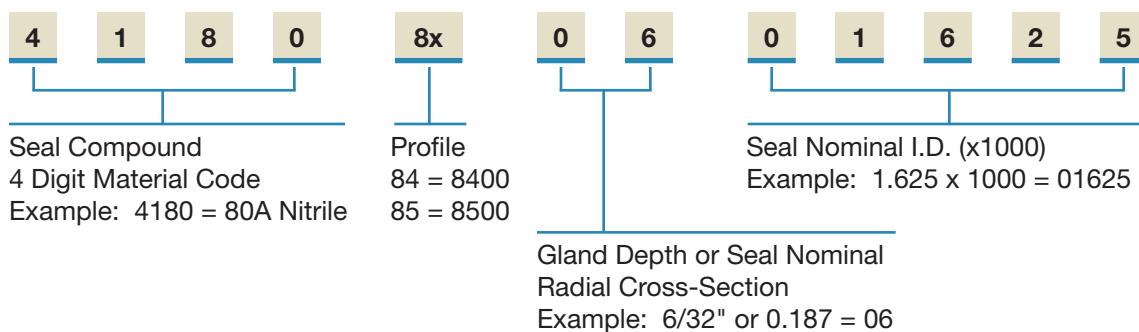 4 1 8 0 8x 0 6 0 1 6 2 5
Seal Compound
4 Digit Material Code
Example: 4180 = 80A Nitrile
Profile
84 = 8400
85 = 8500
Seal Nominal I.D. (x1000)
Example: 1.625 x 1000 = 01625
Gland Depth or Seal Nominal
Radial Cross-Section
Example: 6/32" or 0.187 = 06